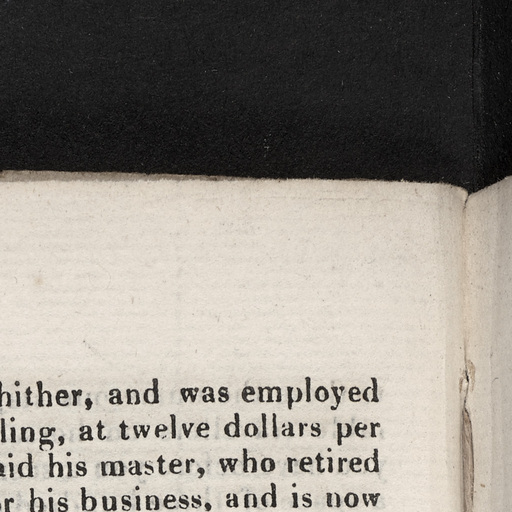 hither, and was employed
ling, at twelve dollars per
aid his master, who retired
r his business, and is now